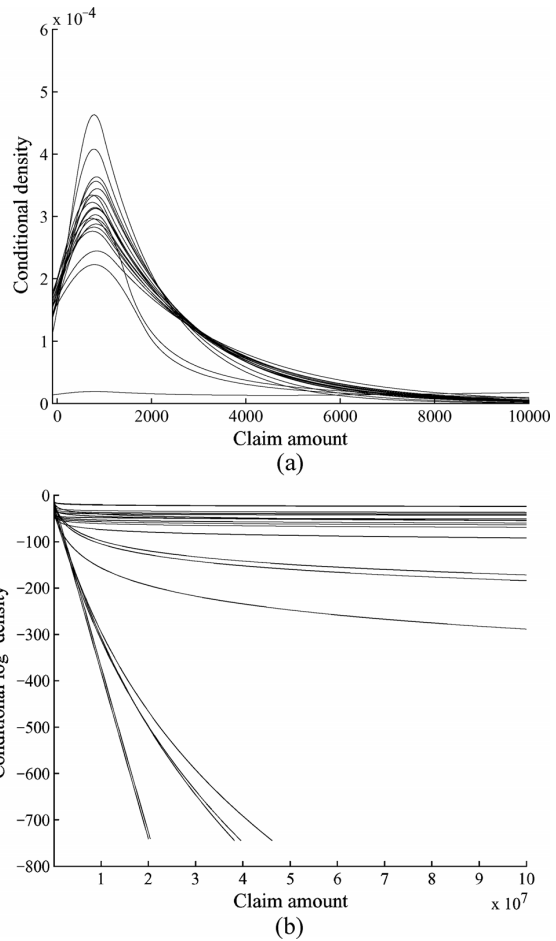 x 10⁻⁴
6
5
4
3
2
1
0
Conditional density
0 2000 4000 6000 8000 10000
Claim amount
(a)
0
−100
−200
−300
−400
−500
−600
−700
−800
density
1 2 3 4 5 6 7 8 9 10
Claim amount x 10⁷
(b)